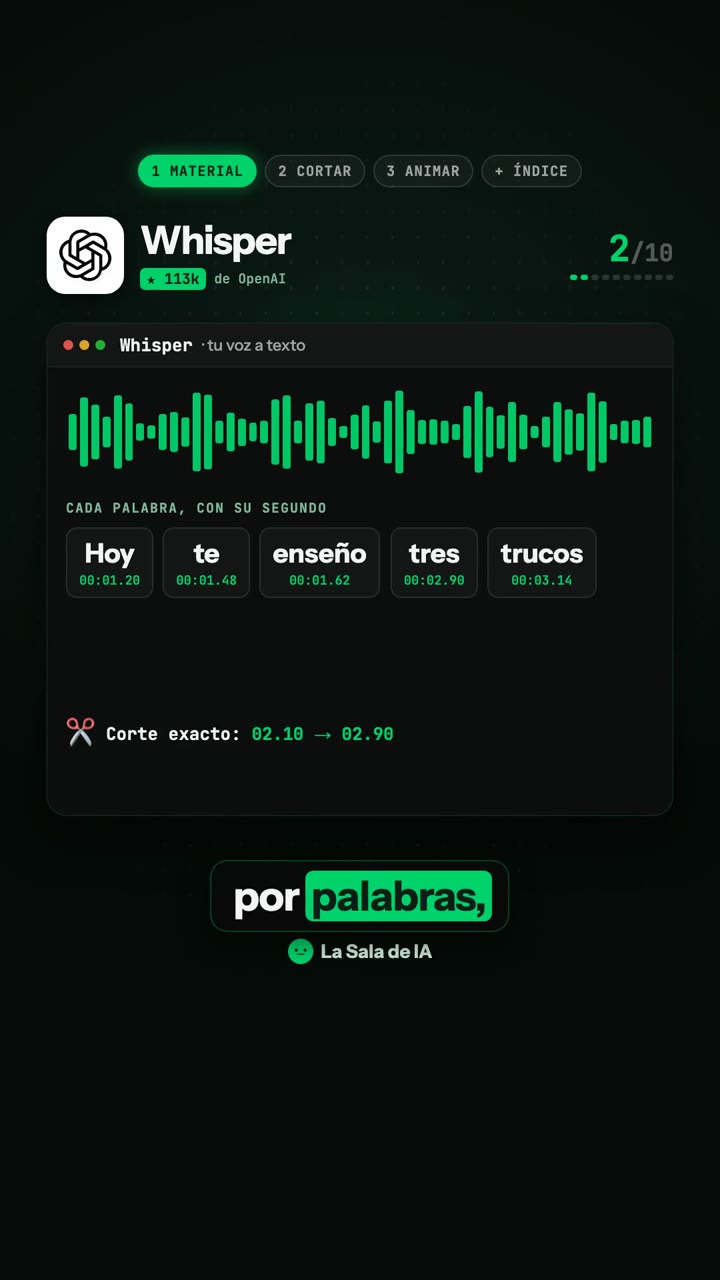 1 MATERIAL 2 CORTAR 3 ANIMAR + ÍNDICE
Whisper
★ 113k de OpenAI
2/10
Whisper · tu voz a texto
CADA PALABRA, CON SU SEGUNDO
Hoy te enseño tres trucos
00:01.20 00:01.48 00:01.62 00:02.90 00:03.14
Corte exacto: 02.10 → 02.90
por palabras,
La Sala de IA